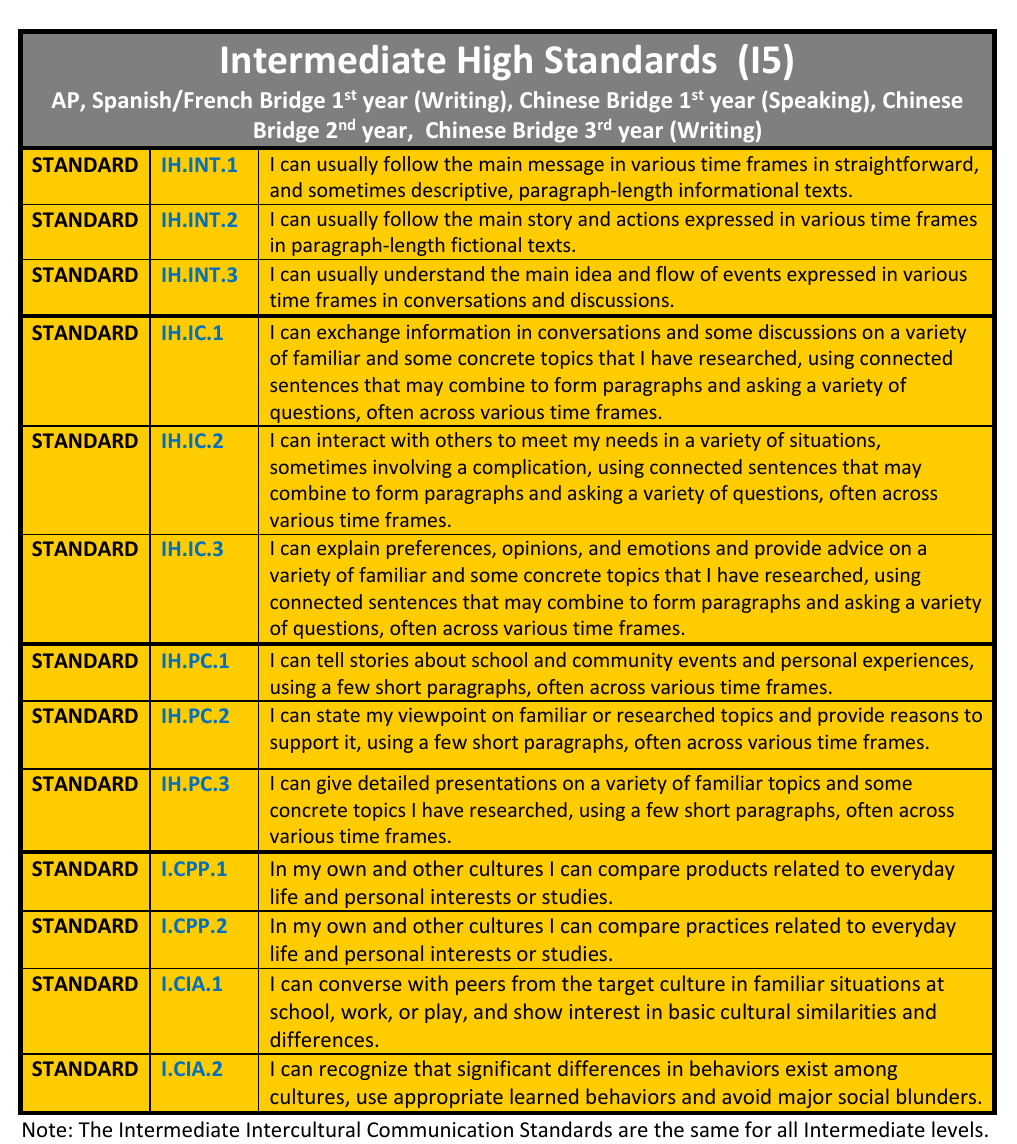 Intermediate High Standards  (I5)
AP, Spanish/French Bridge 1st year (Writing), Chinese Bridge 1st year (Speaking), Chinese
Bridge 2nd year,  Chinese Bridge 3rd year (Writing)
STANDARD IH.INT.1 I can usually follow the main message in various time frames in straightforward,
and sometimes descriptive, paragraph-length informational texts.
STANDARD IH.INT.2 I can usually follow the main story and actions expressed in various time frames
in paragraph-length fictional texts.
STANDARD IH.INT.3 I can usually understand the main idea and flow of events expressed in various
time frames in conversations and discussions.
STANDARD IH.IC.1 I can exchange information in conversations and some discussions on a variety
of familiar and some concrete topics that I have researched, using connected
sentences that may combine to form paragraphs and asking a variety of
questions, often across various time frames.
STANDARD IH.IC.2 I can interact with others to meet my needs in a variety of situations,
sometimes involving a complication, using connected sentences that may
combine to form paragraphs and asking a variety of questions, often across
various time frames.
STANDARD IH.IC.3 I can explain preferences, opinions, and emotions and provide advice on a
variety of familiar and some concrete topics that I have researched, using
connected sentences that may combine to form paragraphs and asking a variety
of questions, often across various time frames.
STANDARD IH.PC.1 I can tell stories about school and community events and personal experiences,
using a few short paragraphs, often across various time frames.
STANDARD IH.PC.2 I can state my viewpoint on familiar or researched topics and provide reasons to
support it, using a few short paragraphs, often across various time frames.
STANDARD IH.PC.3 I can give detailed presentations on a variety of familiar topics and some
concrete topics I have researched, using a few short paragraphs, often across
various time frames.
STANDARD I.CPP.1 In my own and other cultures I can compare products related to everyday
life and personal interests or studies.
STANDARD I.CPP.2 In my own and other cultures I can compare practices related to everyday
life and personal interests or studies.
STANDARD I.CIA.1 I can converse with peers from the target culture in familiar situations at
school, work, or play, and show interest in basic cultural similarities and
differences.
STANDARD I.CIA.2 I can recognize that significant differences in behaviors exist among
cultures, use appropriate learned behaviors and avoid major social blunders.
Note: The Intermediate Intercultural Communication Standards are the same for all Intermediate levels.